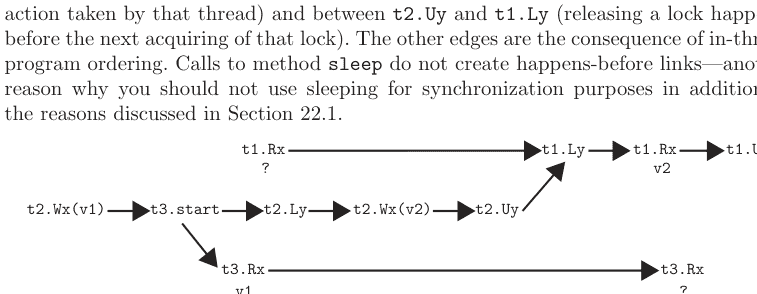 action taken by that thread) and between t2.Uy and t1.Ly (releasing a lock happ
before the next acquiring of that lock). The other edges are the consequence of in-thr
program ordering. Calls to method sleep do not create happens-before links—ano
reason why you should not use sleeping for synchronization purposes in addition
the reasons discussed in Section 22.1.
t1.Rx t1.Ly t1.Rx t1.U
? v2
t2.Wx(v1) t3.start t2.Ly t2.Wx(v2) t2.Uy
t3.Rx t3.Rx
v1 ?